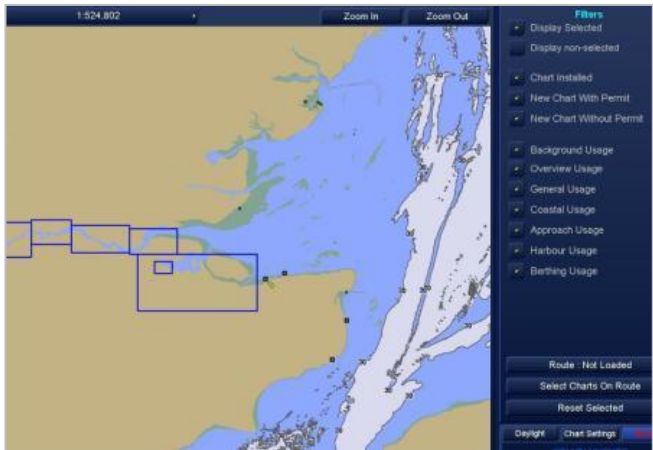 1:524,802
Zoom In
Zoom Out
Filters
Display Selected
Display non-selected
Chart Installed
New Chart With Permit
New Chart Without Permit
Background Usage
Overview Usage
General Usage
Coastal Usage
Approach Usage
Harbour Usage
Berthing Usage
Route : Not Loaded
Select Charts On Route
Reset Selected
Daylight
Chart Settings